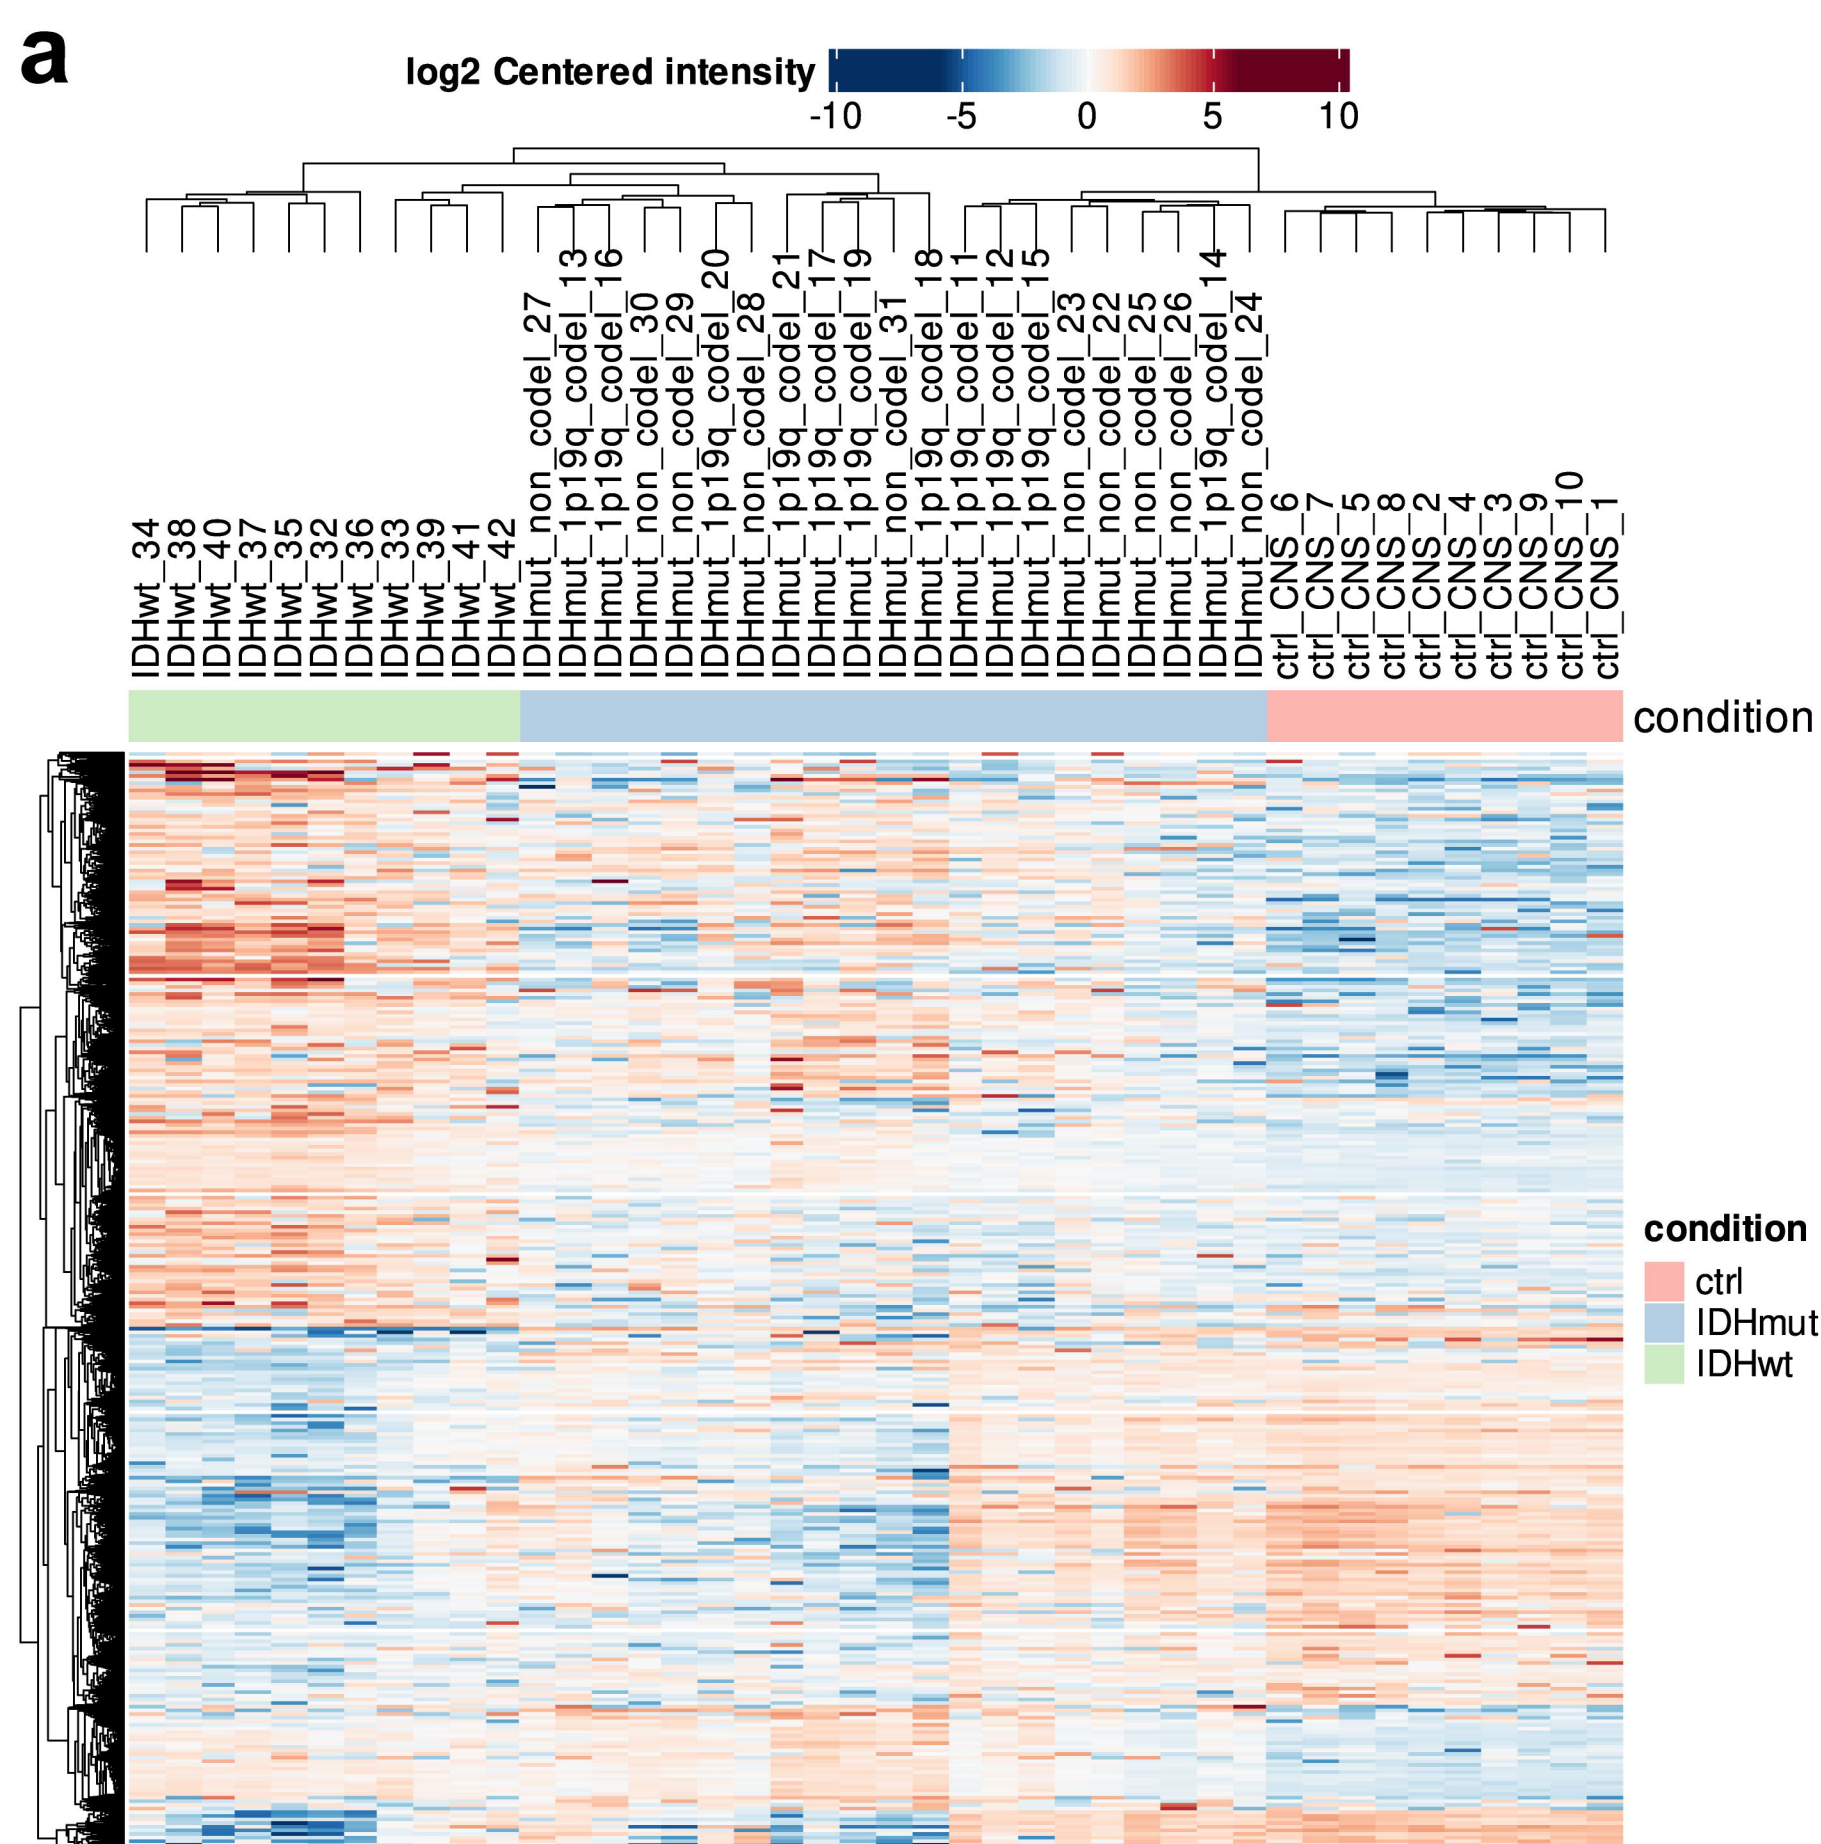 a
log2 Centered intensity
-10 -5 0 5 10
IDHwt_34
IDHwt_38
IDHwt_40
IDHwt_37
IDHwt_35
IDHwt_32
IDHwt_36
IDHwt_33
IDHwt_39
IDHwt_41
IDHwt_42
IDHmut_non_codel_27
IDHmut_1p19q_codel_13
IDHmut_1p19q_codel_16
IDHmut_non_codel_30
IDHmut_non_codel_29
IDHmut_1p19q_codel_20
IDHmut_non_codel_28
IDHmut_1p19q_codel_21
IDHmut_1p19q_codel_17
IDHmut_1p19q_codel_19
IDHmut_non_codel_31
IDHmut_1p19q_codel_18
IDHmut_1p19q_codel_11
IDHmut_1p19q_codel_12
IDHmut_1p19q_codel_15
IDHmut_non_codel_23
IDHmut_non_codel_22
IDHmut_non_codel_25
IDHmut_non_codel_26
IDHmut_1p19q_codel_14
IDHmut_non_codel_24
ctrl_CNS_6
ctrl_CNS_7
ctrl_CNS_5
ctrl_CNS_8
ctrl_CNS_2
ctrl_CNS_4
ctrl_CNS_3
ctrl_CNS_9
ctrl_CNS_10
ctrl_CNS_1
condition
condition
ctrl
IDHmut
IDHwt